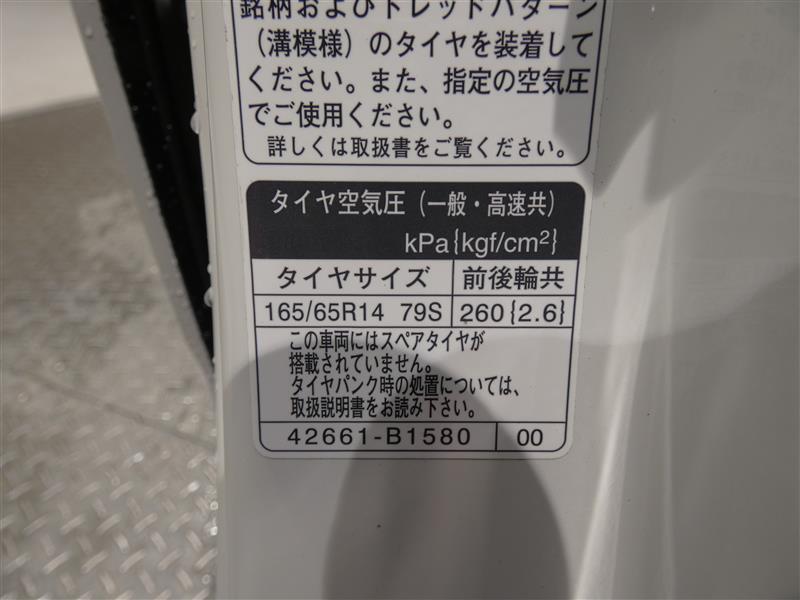 銘柄およびトレッドパターン
（溝模様）のタイヤを装着して
ください。また、指定の空気圧
でご使用ください。
詳しくは取扱書をご覧ください。
タイヤ空気圧（一般・高速共）
kPa{kgf/cm²}
タイヤサイズ 前後輪共
165/65R14 79S 260{2.6}
この車両にはスペアタイヤが
搭載されていません。
タイヤパンク時の処置については、
取扱説明書をお読み下さい。
42661-B1580 00